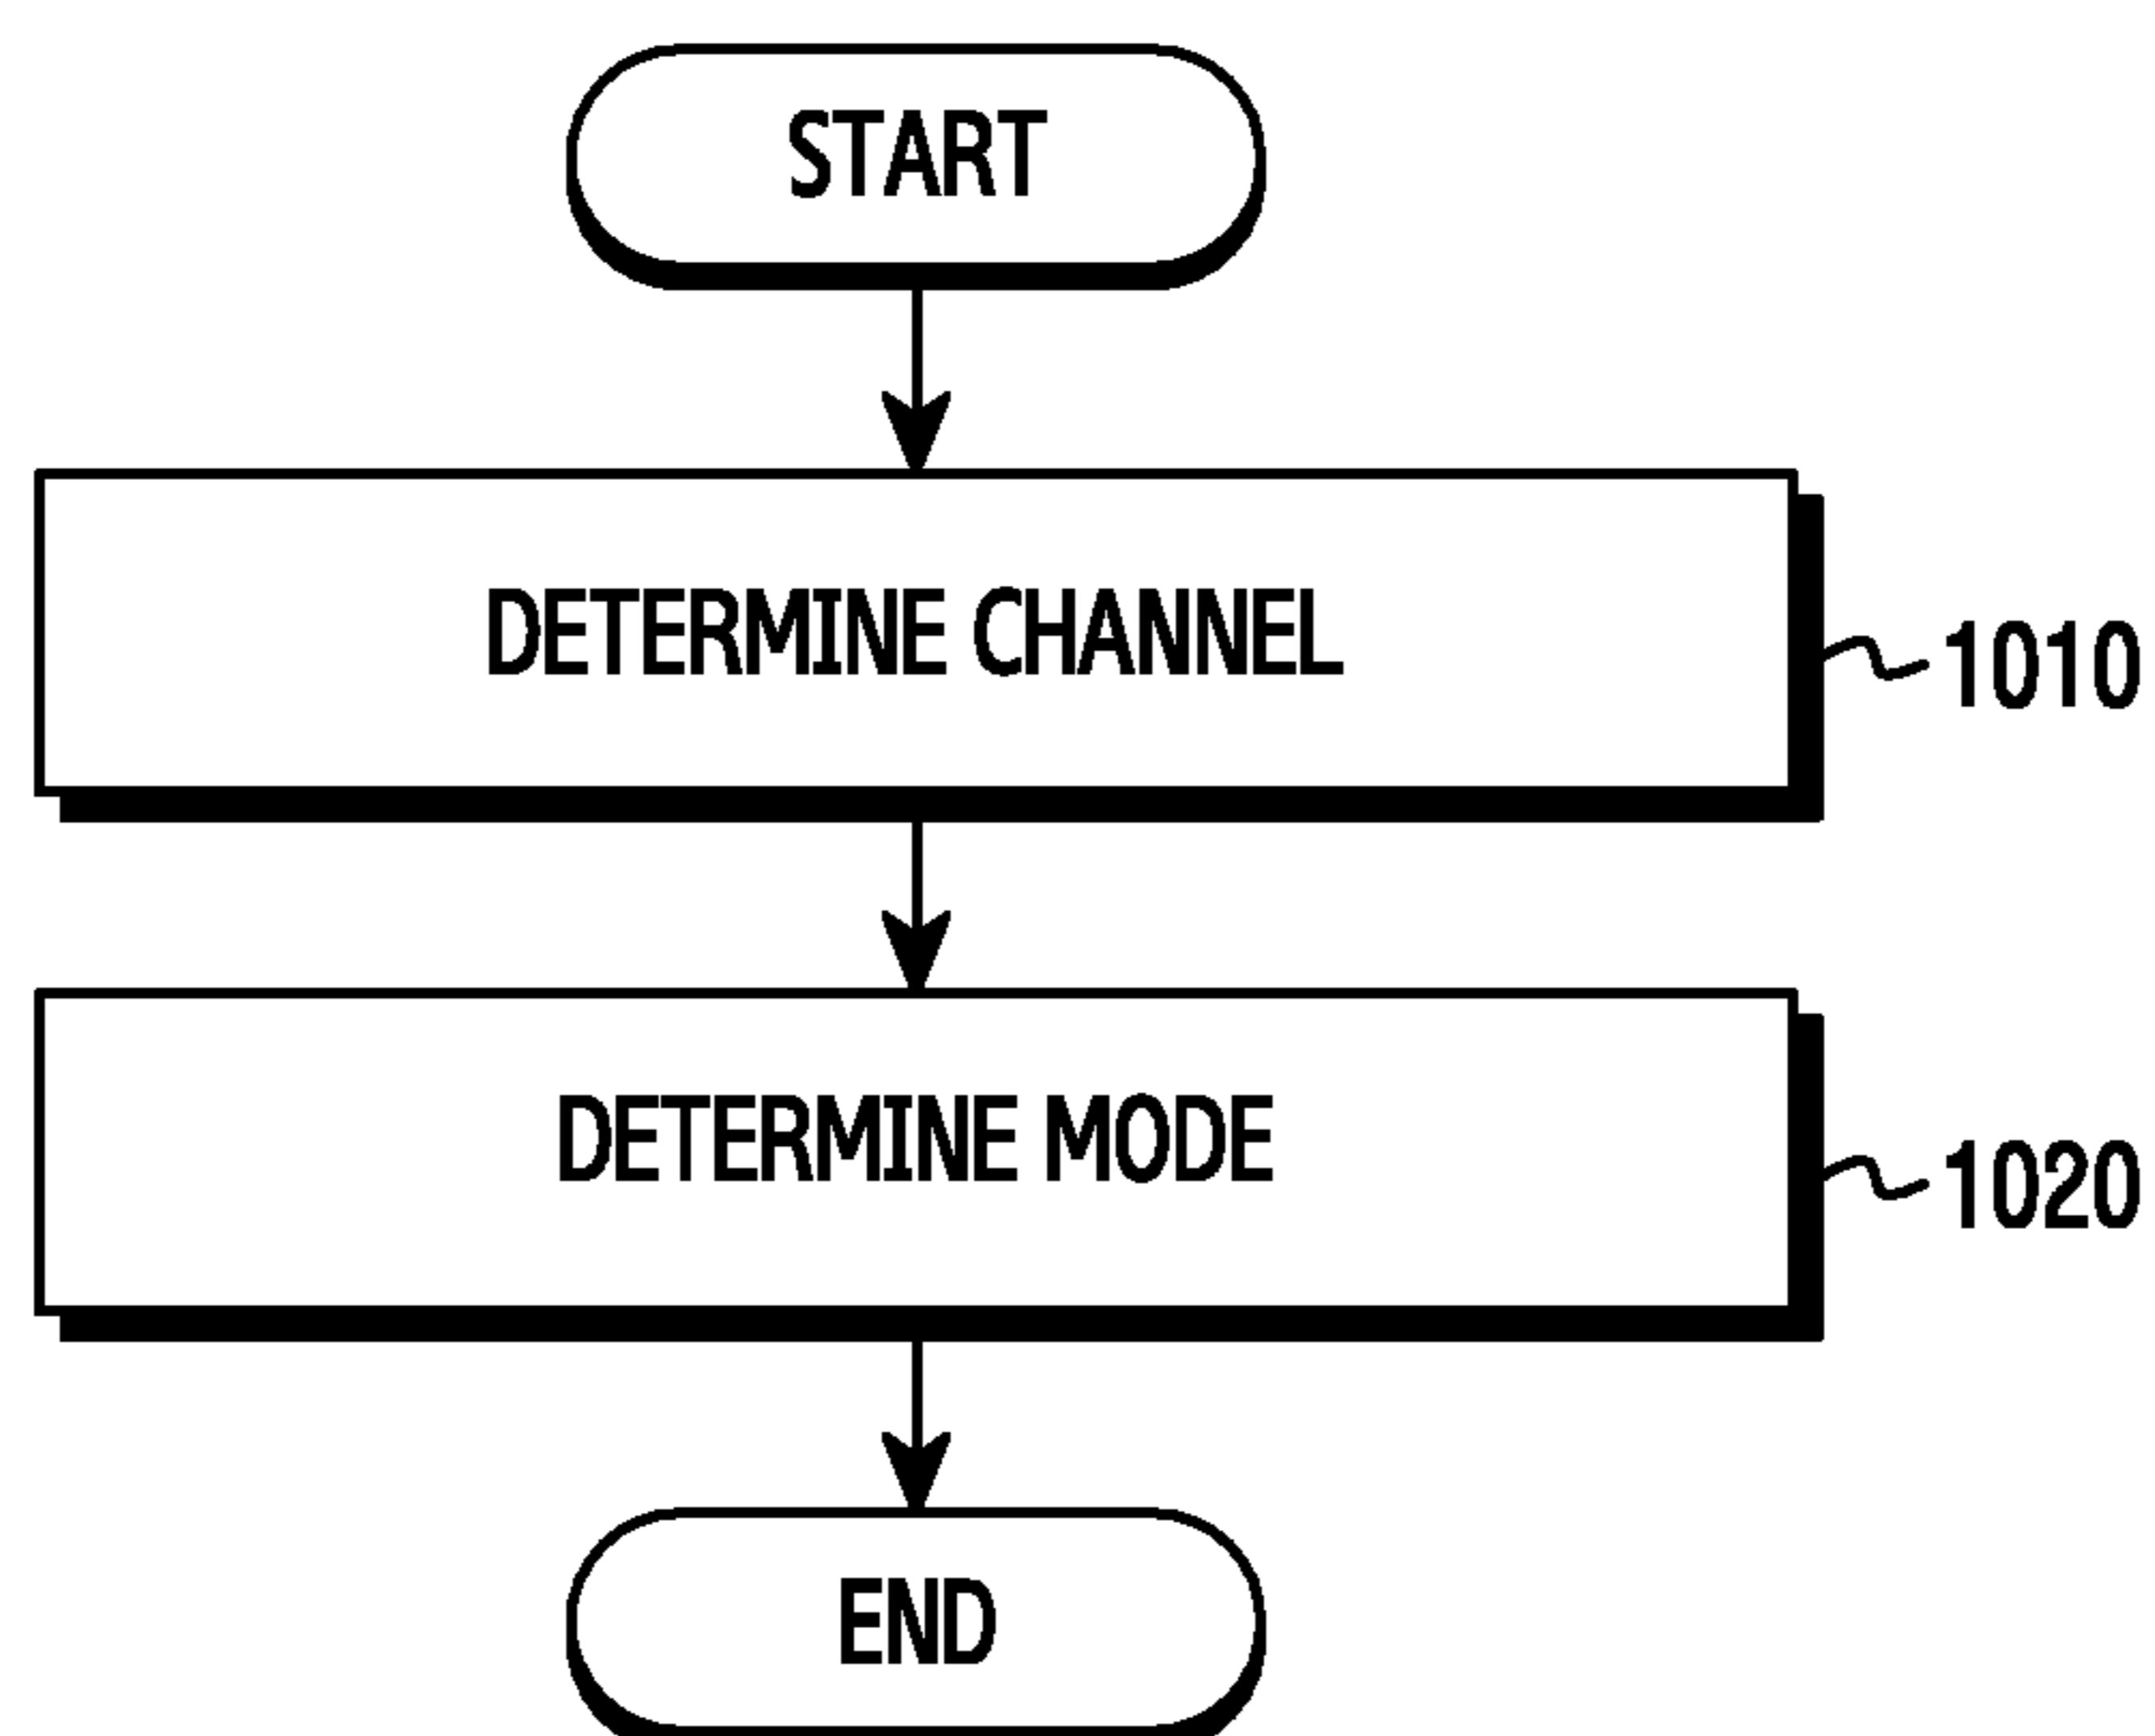 START
DETERMINE CHANNEL
1010
DETERMINE MODE
1020
END